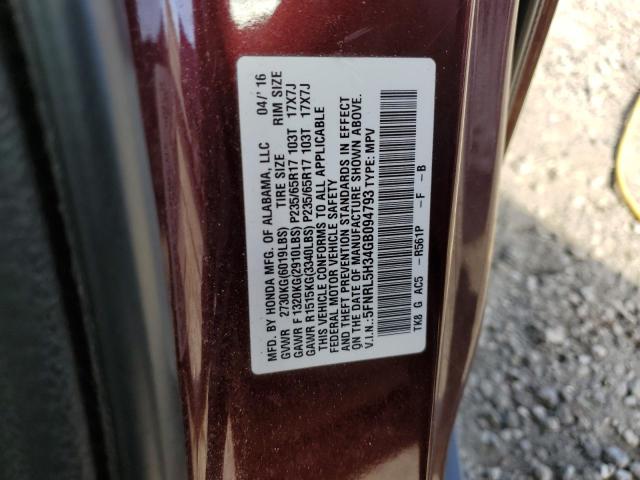 MFD. BY HONDA MFG. OF ALABAMA, LLC 04/' 16
GVWR 2730KG(6019LBS) TIRE SIZE RIM SIZE
GAWR F 1320KG(2910LBS) P235/65R17 103T 17X7J
GAWR R1515KG(3340LBS) P235/65R17 103T 17X7J
THIS VEHICLE CONFORMS TO ALL APPLICABLE
FEDERAL MOTOR VEHICLE SAFETY
AND THEFT PREVENTION STANDARDS IN EFFECT
ON THE DATE OF MANUFACTURE SHOWN ABOVE.
V.I.N.:5FNRL5H34GB094793 TYPE: MPV
TK8 G AC5 -R561P -F -B